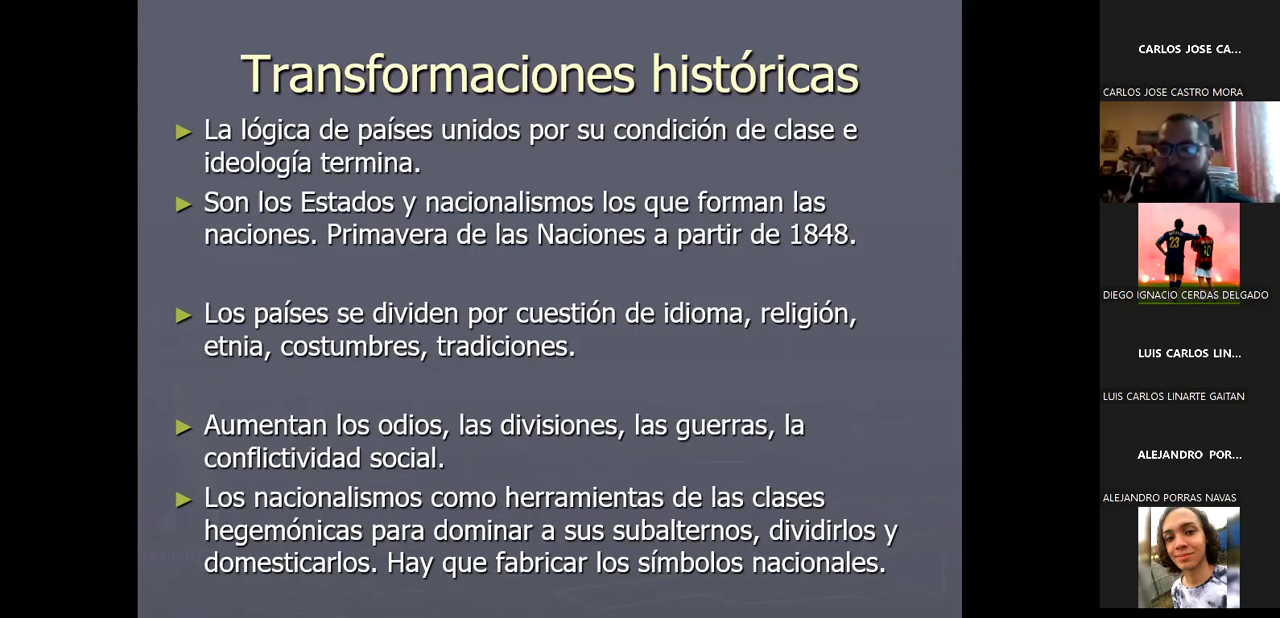 Transformaciones históricas
► La lógica de países unidos por su condición de clase e
ideología termina.
► Son los Estados y nacionalismos los que forman las
naciones. Primavera de las Naciones a partir de 1848.
► Los países se dividen por cuestión de idioma, religión,
etnia, costumbres, tradiciones.
► Aumentan los odios, las divisiones, las guerras, la
conflictividad social.
► Los nacionalismos como herramientas de las clases
hegemónicas para dominar a sus subalternos, dividirlos y
domesticarlos. Hay que fabricar los símbolos nacionales.
CARLOS JOSE CA...
CARLOS JOSE CASTRO MORA
23
10
DIEGO IGNACIO CERDAS DELGADO
LUIS CARLOS LIN...
LUIS CARLOS LINARTE GAITAN
ALEJANDRO POR...
ALEJANDRO PORRAS NAVAS